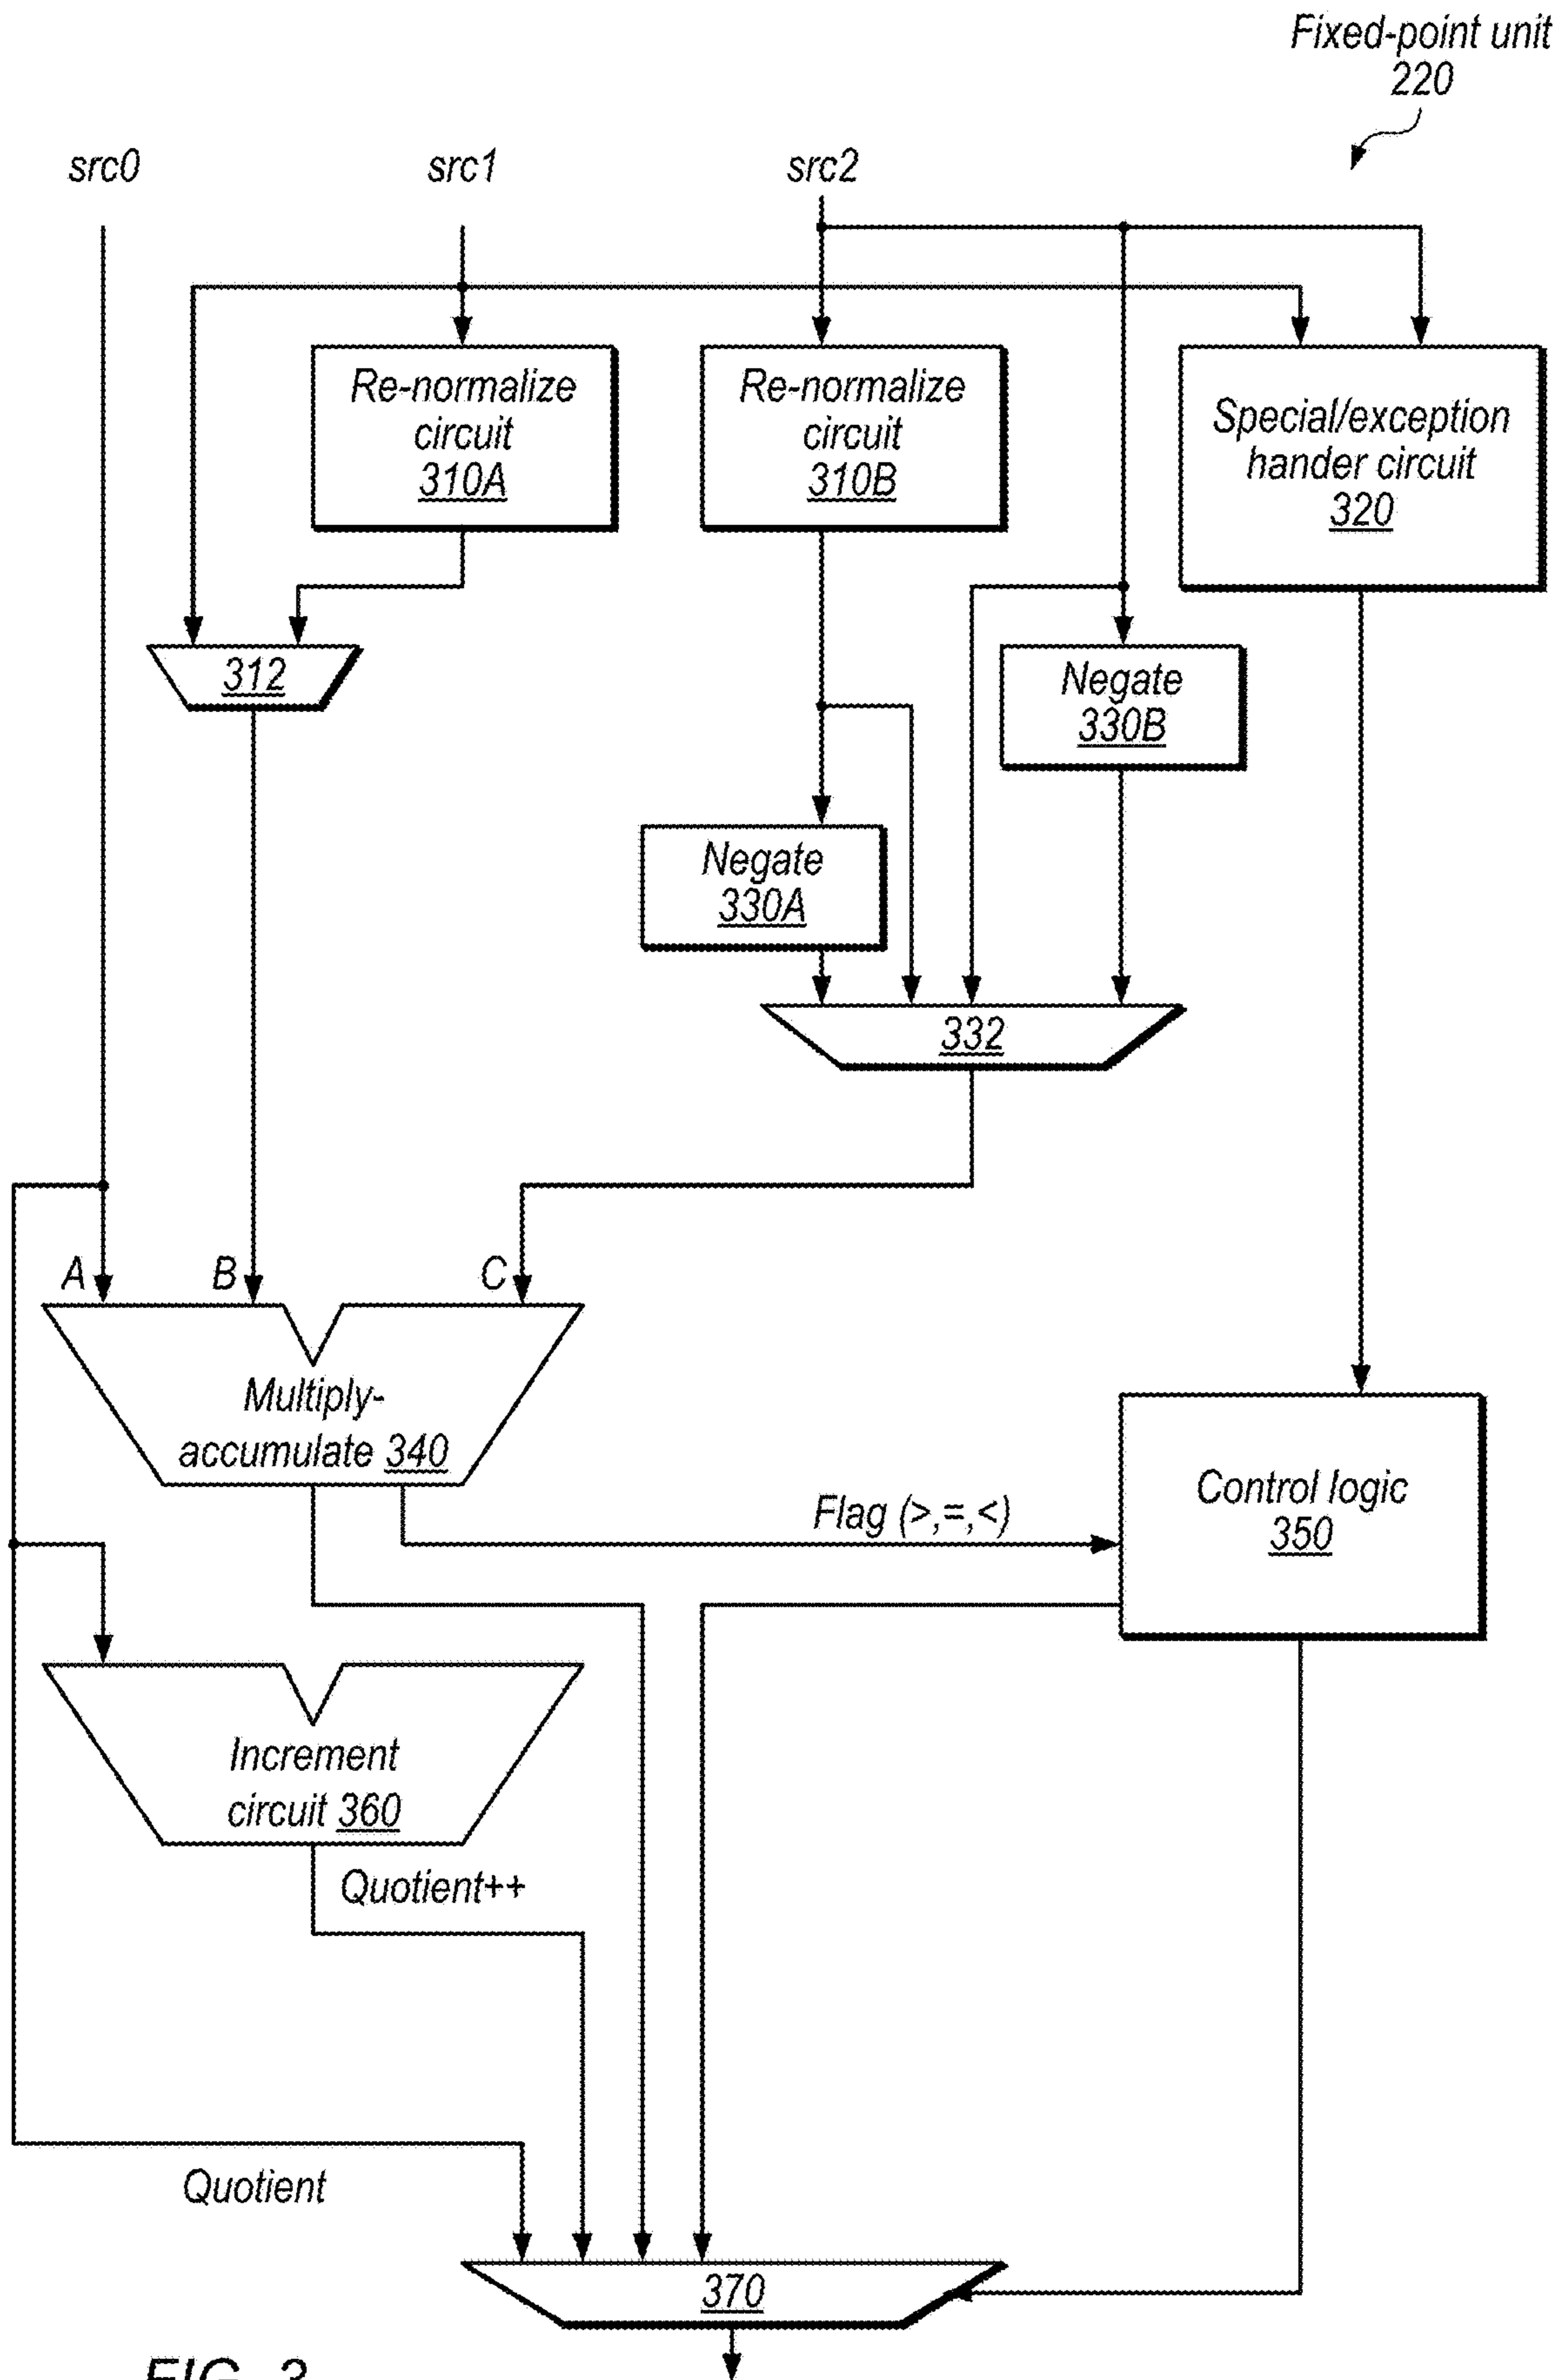 Fixed-point unit
220
src0
src1
src2
Re-normalize
circuit
310A
Re-normalize
circuit
310B
Special/exception
hander circuit
320
312
Negate
330B
Negate
330A
332
A
B
C
Multiply-
accumulate 340
Flag (>,=,<)
Control logic
350
Increment
circuit 360
Quotient++
Quotient
370
FIG. 3